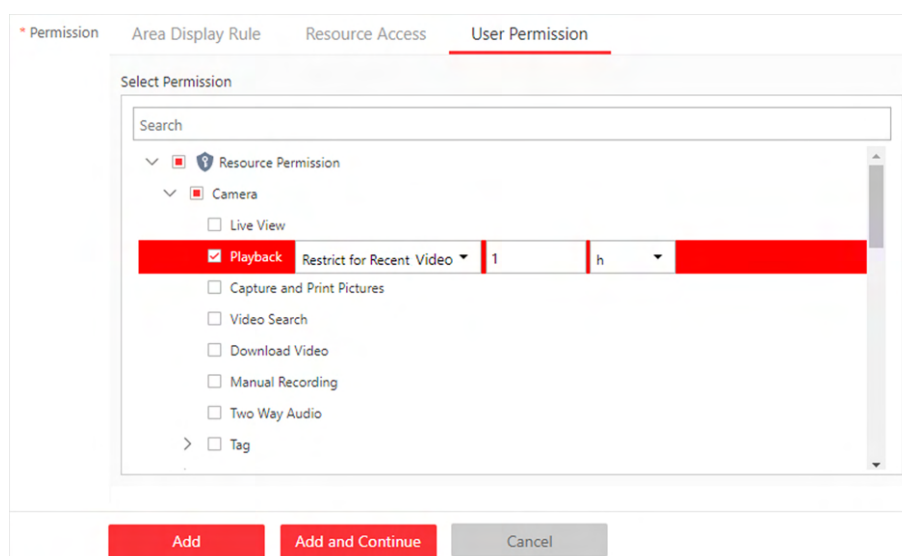 * Permission Area Display Rule Resource Access User Permission
Select Permission
Search
Resource Permission
Camera
Live View
Playback Restrict for Recent Video 1 h
Capture and Print Pictures
Video Search
Download Video
Manual Recording
Two Way Audio
Tag
Add Add and Continue Cancel